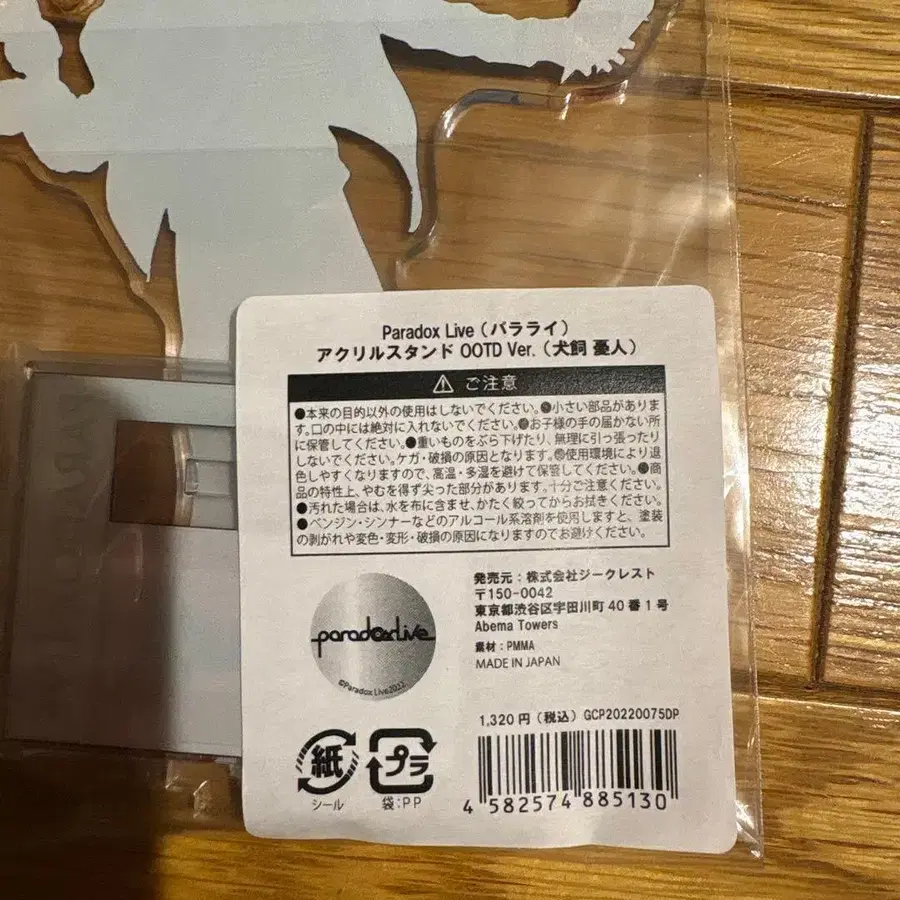 Paradox Live（パラライ）
アクリルスタンド OOTD Ver.（犬飼 憂人）
⚠ ご注意
●本来の目的以外の使用はしないでください。●小さい部品がありま
す。口の中には絶対に入れないでください。●お子様の手の届かない所
に保管してください。●重いものをぶら下げたり、無理に引っ張ったり
しないでください。ケガ・破損の原因となります。●使用環境により退
色しやすくなりますので、高温・多湿を避けて保管してください。●商
品の特性上、やむを得ず尖った部分があります。十分ご注意ください。
●汚れた場合は、水を布に含ませ、かたく絞ってからお拭きください。
●ベンジン・シンナーなどのアルコール系溶剤を使用しますと、塗装
の剥がれや変色・変形・破損の原因になりますのでお避けください。
発売元：株式会社ジークレスト
〒150-0042
東京都渋谷区宇田川町40番1号
Abema Towers
素材：PMMA
MADE IN JAPAN
paradoxlive
©Paradox Live2022
1,320円（税込）GCP20220075DP
紙
シール
プラ
袋：PP
4 582574 885130